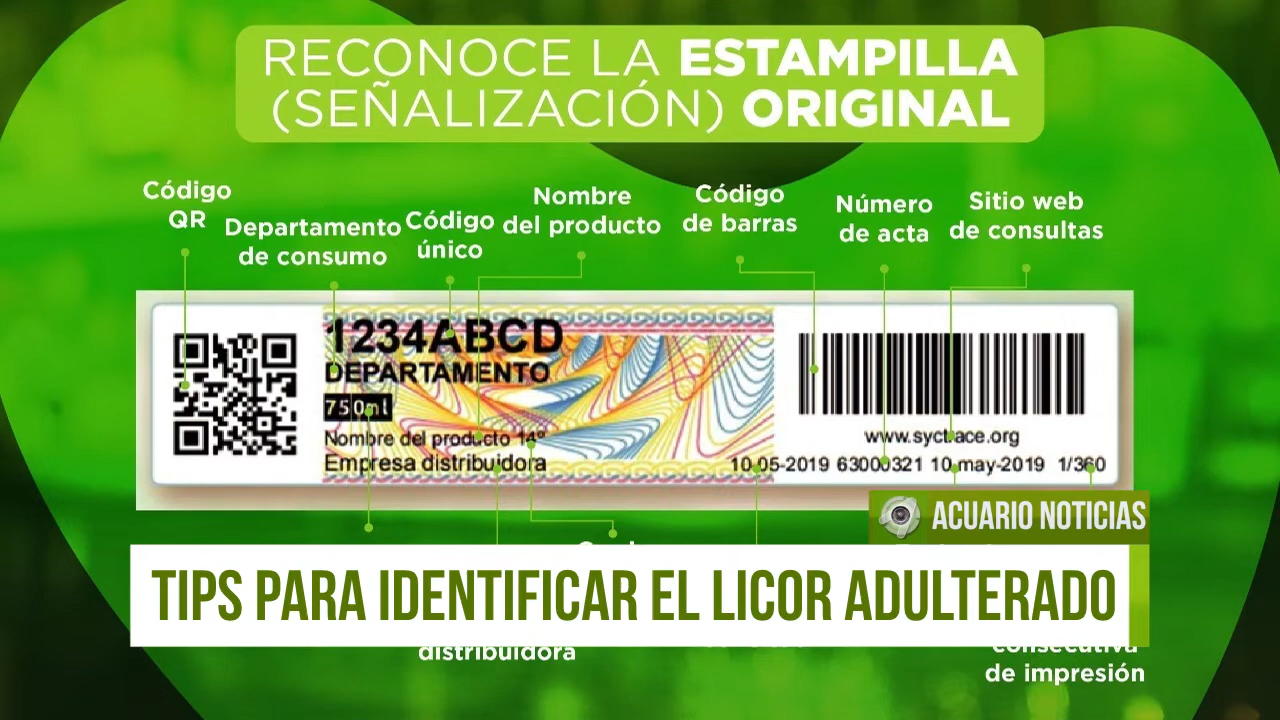 RECONOCE LA ESTAMPILLA
(SEÑALIZACIÓN) ORIGINAL
Código
QR
Departamento
de consumo
Código
único
Nombre
del producto
Código
de barras
Número
de acta
Sitio web
de consultas
1234ABCD
DEPARTAMENTO
750ml
Nombre del producto 14°
Empresa distribuidora
www.syctrace.org
10-05-2019 63000321 10-may-2019 1/360
ACUARIO NOTICIAS
TIPS PARA IDENTIFICAR EL LICOR ADULTERADO
distribuidora
consecutiva
de impresión